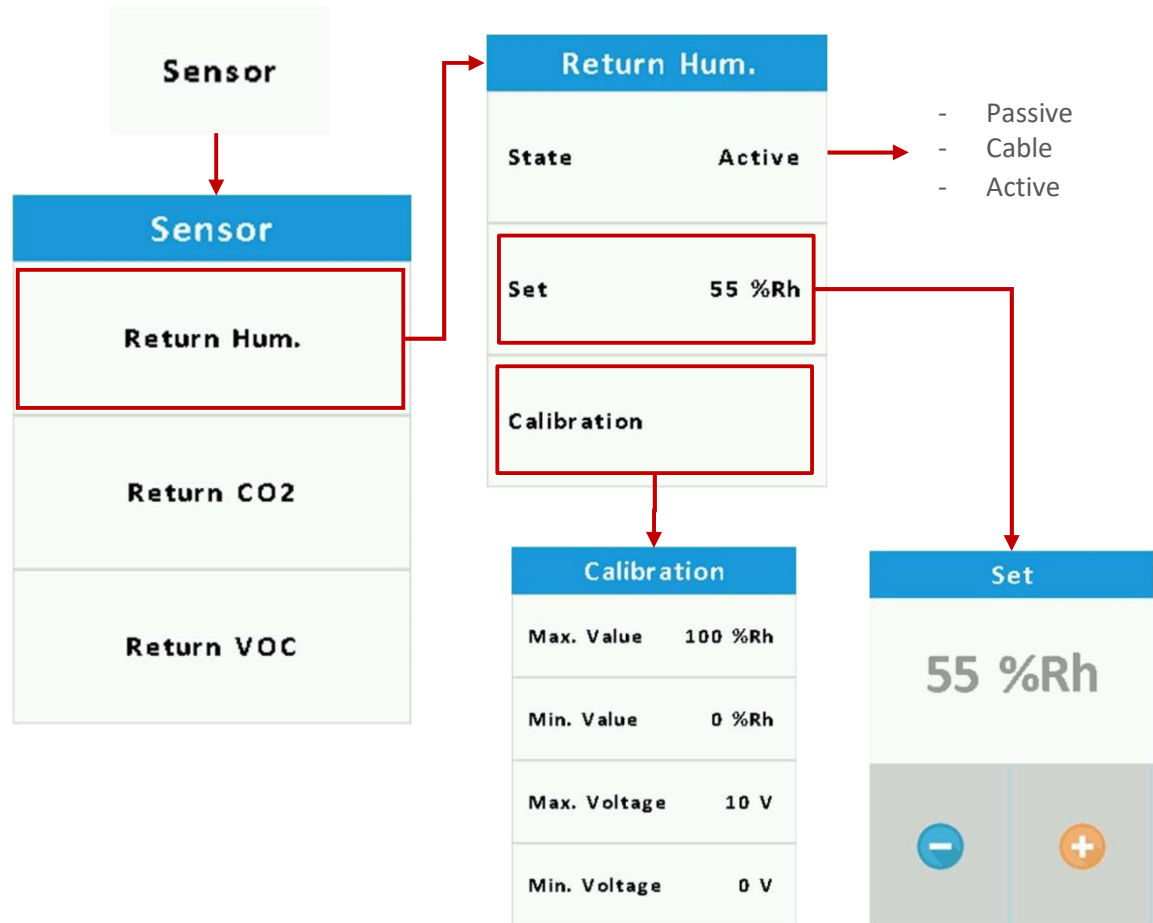 Sensor
Sensor
Return Hum.
Return CO2
Return VOC
Return Hum.
State Active
Set 55 %Rh
Calibration
- Passive
- Cable
- Active
Calibration
Max. Value 100 %Rh
Min. Value 0 %Rh
Max. Voltage 10 V
Min. Voltage 0 V
Set
55 %Rh